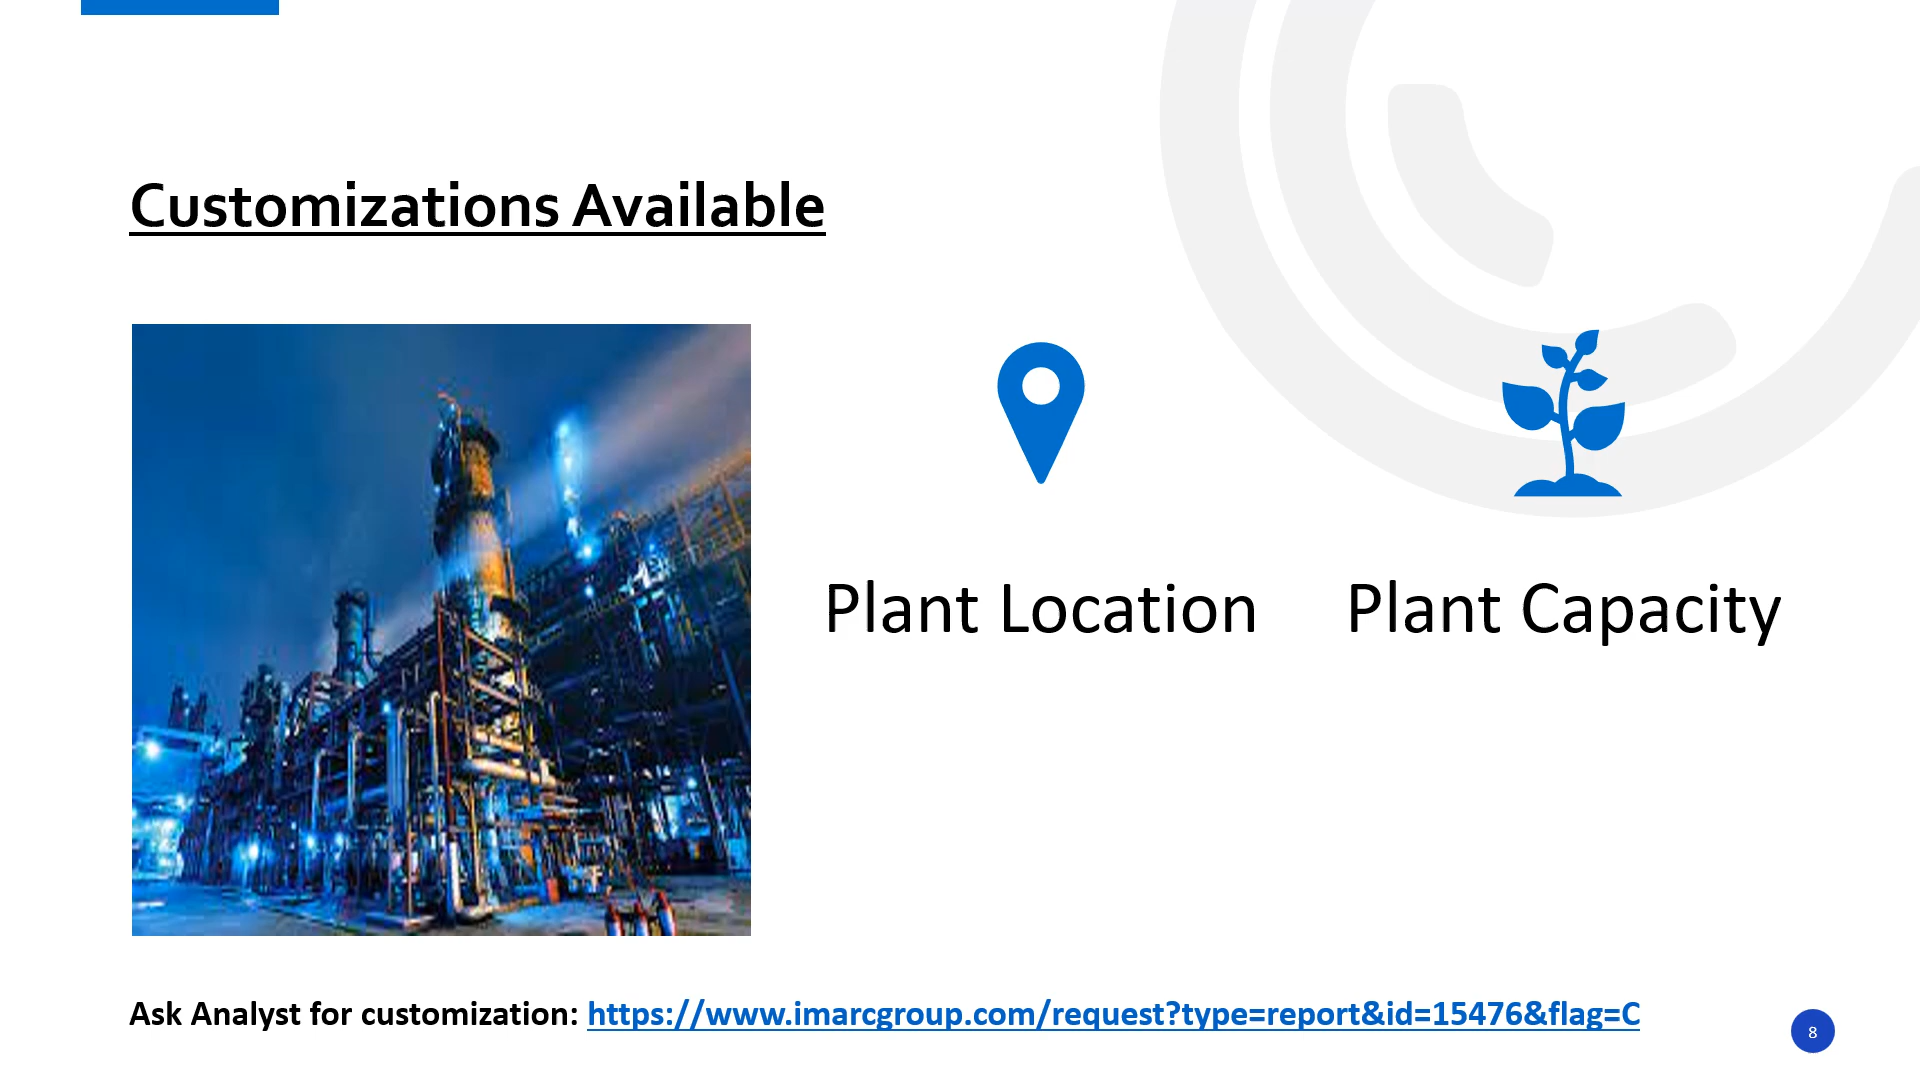 Customizations Available
Plant Location
Plant Capacity
Ask Analyst for customization: https://www.imarcgroup.com/request?type=report&id=15476&flag=C
8